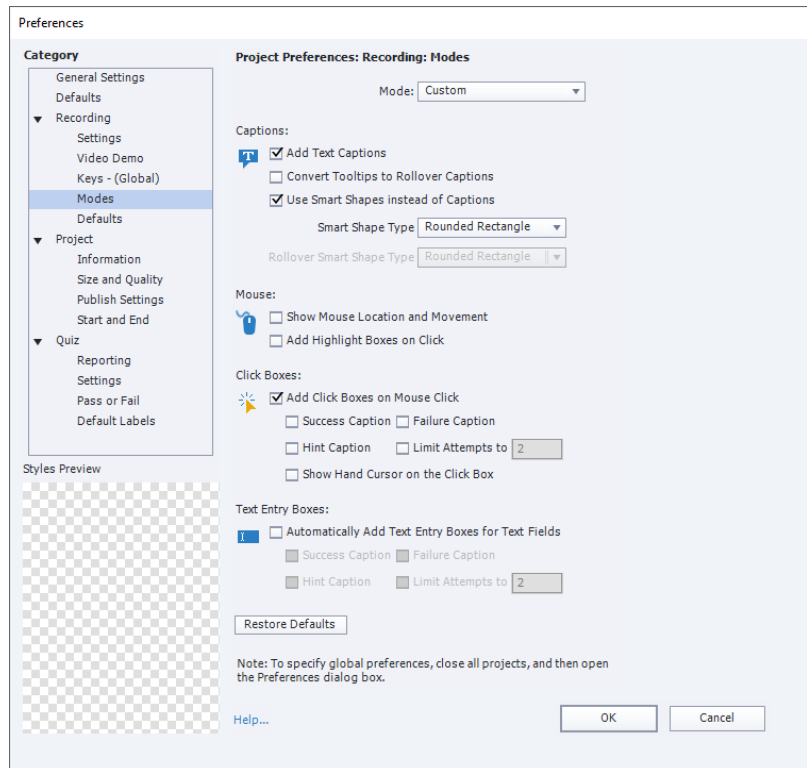 Preferences
Category
General Settings
Defaults
Recording
Settings
Video Demo
Keys - (Global)
Modes
Defaults
Project
Information
Size and Quality
Publish Settings
Start and End
Quiz
Reporting
Settings
Pass or Fail
Default Labels
Styles Preview
Project Preferences: Recording: Modes
Mode: Custom
Captions:
Add Text Captions
Convert Tooltips to Rollover Captions
Use Smart Shapes instead of Captions
Smart Shape Type Rounded Rectangle
Rollover Smart Shape Type Rounded Rectangle
Mouse:
Show Mouse Location and Movement
Add Highlight Boxes on Click
Click Boxes:
Add Click Boxes on Mouse Click
Success Caption Failure Caption
Hint Caption Limit Attempts to 2
Show Hand Cursor on the Click Box
Text Entry Boxes:
Automatically Add Text Entry Boxes for Text Fields
Success Caption Failure Caption
Hint Caption Limit Attempts to 2
Restore Defaults
Note: To specify global preferences, close all projects, and then open
the Preferences dialog box.
Help... OK Cancel